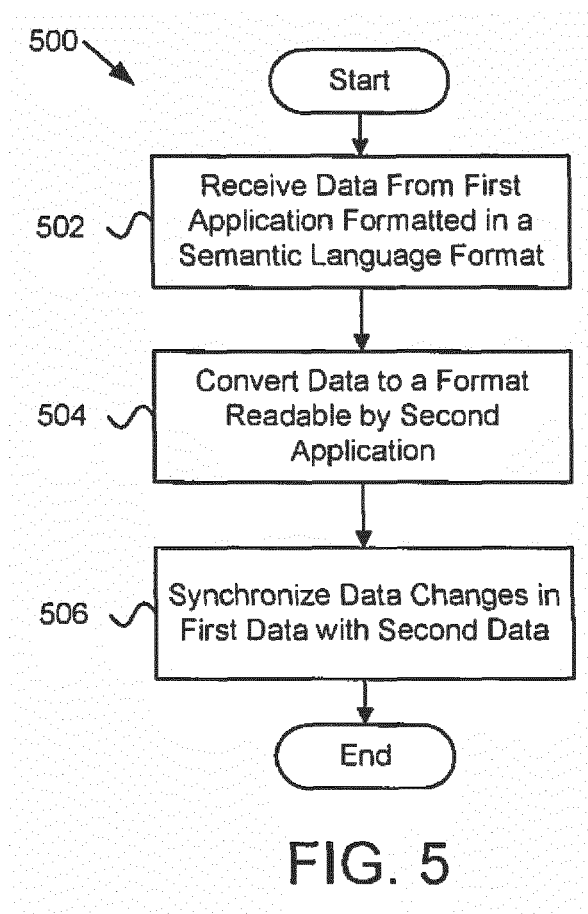 500
Start
502
Receive Data From First
Application Formatted in a
Semantic Language Format
504
Convert Data to a Format
Readable by Second
Application
506
Synchronize Data Changes in
First Data with Second Data
End
FIG. 5